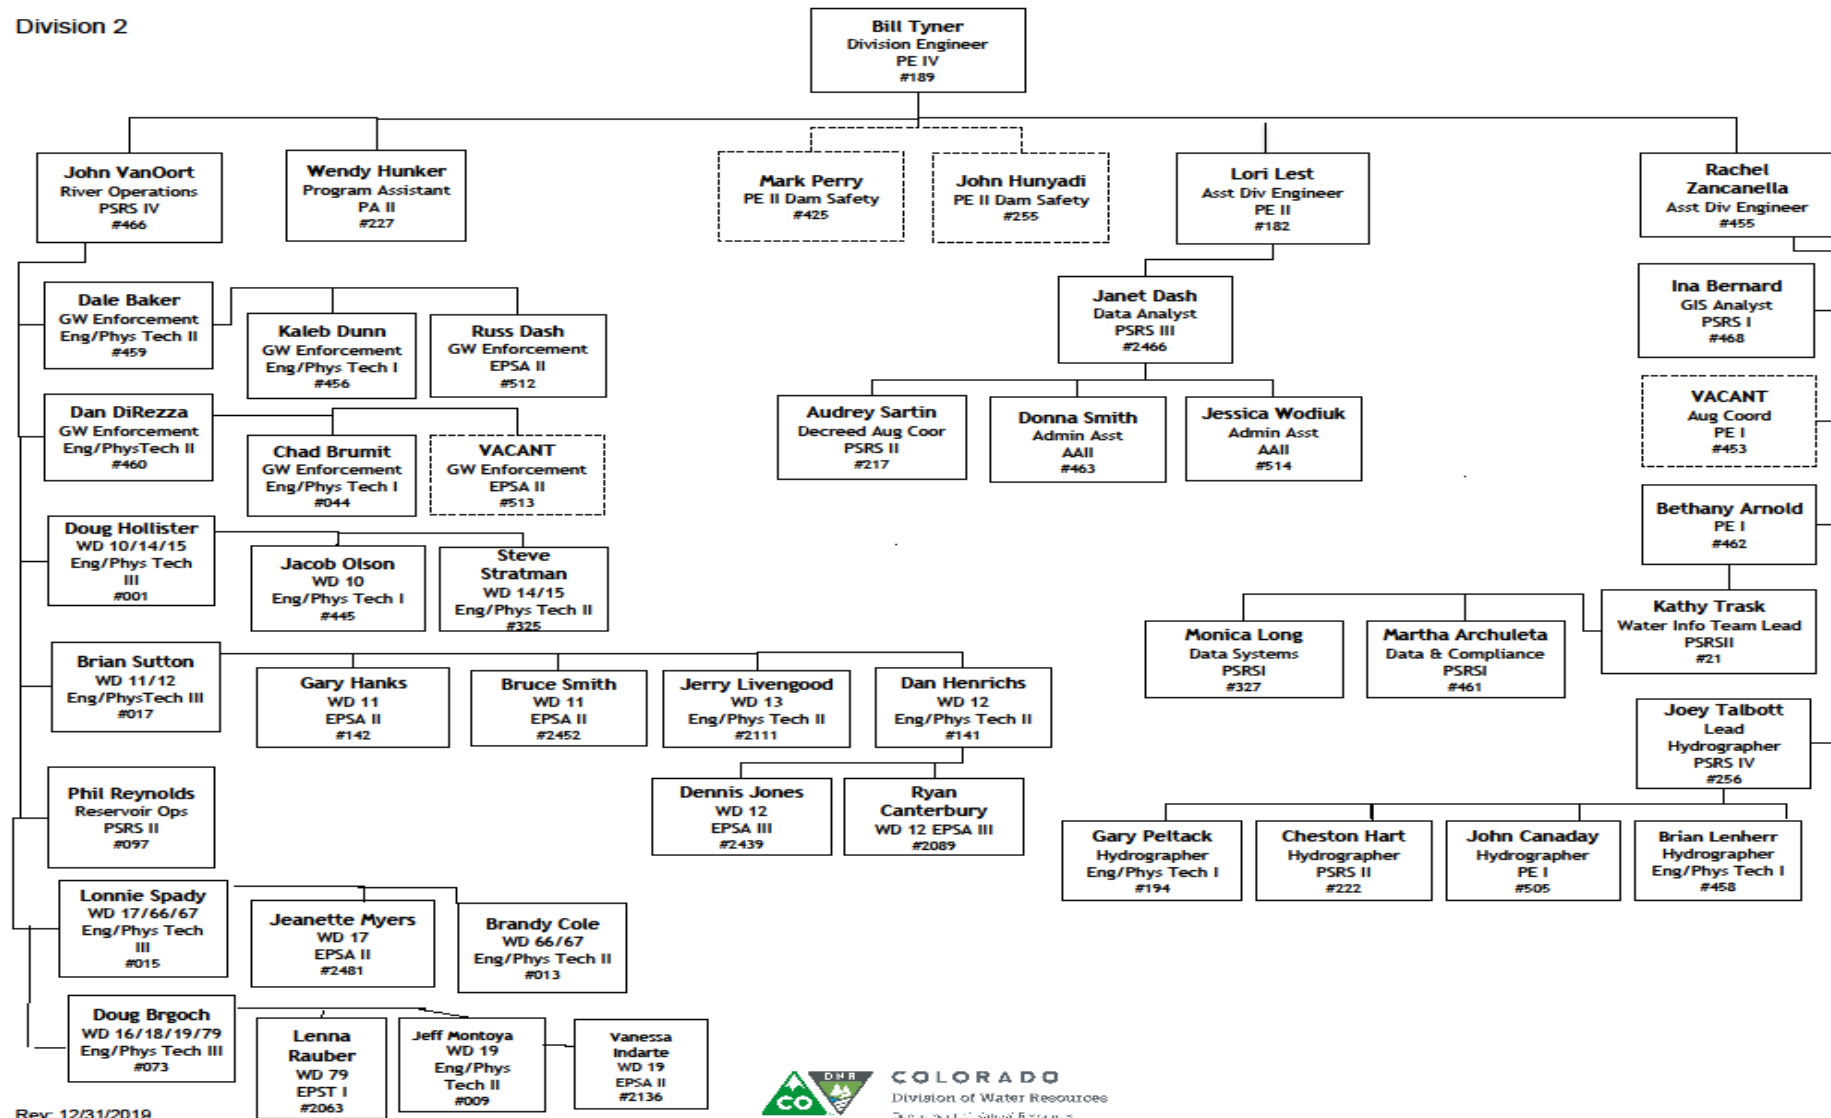 Division 2
Bill Tyner
Division Engineer
PE IV
#189
John VanOort
River Operations
PSRS IV
#466
Wendy Hunker
Program Assistant
PA II
#227
Mark Perry
PE II Dam Safety
#425
John Hunyadi
PE II Dam Safety
#255
Lori Lest
Asst Div Engineer
PE II
#182
Rachel
Zancanella
Asst Div Engineer
#455
Dale Baker
GW Enforcement
Eng/Phys Tech II
#459
Kaleb Dunn
GW Enforcement
Eng/Phys Tech I
#456
Russ Dash
GW Enforcement
EPSA II
#512
Janet Dash
Data Analyst
PSRS III
#2466
Ina Bernard
GIS Analyst
PSRS I
#468
Dan DiRezza
GW Enforcement
Eng/PhysTech II
#460
Chad Brumit
GW Enforcement
Eng/Phys Tech I
#044
VACANT
GW Enforcement
EPSA II
#513
Audrey Sartin
Decreed Aug Coor
PSRS II
#217
Donna Smith
Admin Asst
AAII
#463
Jessica Wodiuk
Admin Asst
AAII
#514
VACANT
Aug Coord
PE I
#453
Doug Hollister
WD 10/14/15
Eng/Phys Tech
III
#001
Jacob Olson
WD 10
Eng/Phys Tech I
#445
Steve
Stratman
WD 14/15
Eng/Phys Tech II
#325
Bethany Arnold
PE I
#462
Kathy Trask
Water Info Team Lead
PSRSII
#21
Monica Long
Data Systems
PSRSI
#327
Martha Archuleta
Data & Compliance
PSRSI
#461
Brian Sutton
WD 11/12
Eng/PhysTech III
#017
Gary Hanks
WD 11
EPSA II
#142
Bruce Smith
WD 11
EPSA II
#2452
Jerry Livengood
WD 13
Eng/Phys Tech II
#2111
Dan Henrichs
WD 12
Eng/Phys Tech II
#141
Joey Talbott
Lead
Hydrographer
PSRS IV
#256
Phil Reynolds
Reservoir Ops
PSRS II
#097
Dennis Jones
WD 12
EPSA III
#2439
Ryan
Canterbury
WD 12 EPSA III
#2089
Gary Peltack
Hydrographer
Eng/Phys Tech I
#194
Cheston Hart
Hydrographer
PSRS II
#222
John Canaday
Hydrographer
PE I
#505
Brian Lenherr
Hydrographer
Eng/Phys Tech I
#458
Lonnie Spady
WD 17/66/67
Eng/Phys Tech
III
#015
Jeanette Myers
WD 17
EPSA II
#2481
Brandy Cole
WD 66/67
Eng/Phys Tech II
#013
Doug Brgoch
WD 16/18/19/79
Eng/Phys Tech III
#073
Lenna
Rauber
WD 79
EPST I
#2063
Jeff Montoya
WD 19
Eng/Phys
Tech II
#009
Vanessa
Indarte
WD 19
EPSA II
#2136
CO
DNR
COLORADO
Division of Water Resources
Rev: 12/31/2019